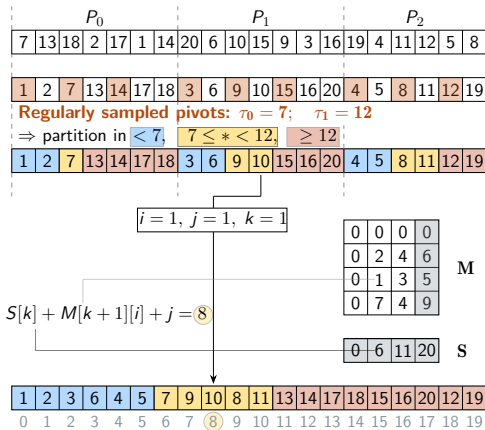 P₀ P₁ P₂
7 13 18 2 17 1 14 20 6 10 15 9 3 16 19 4 11 12 5 8
1 2 7 13 14 17 18 3 6 9 10 15 16 20 4 5 8 11 12 19
Regularly sampled pivots: τ₀ = 7; τ₁ = 12
⇒ partition in < 7, 7 ≤ * < 12, ≥ 12
1 2 7 13 14 17 18 3 6 9 10 15 16 20 4 5 8 11 12 19
i = 1, j = 1, k = 1
0 0 0 0
0 2 4 6
0 1 3 5
0 7 4 9
M
S[k] + M[k+1][i] + j = 8
0 6 11 20 S
1 2 3 6 4 5 7 9 10 8 11 13 14 17 18 15 16 20 12 19
0 1 2 3 4 5 6 7 8 9 10 11 12 13 14 15 16 17 18 19